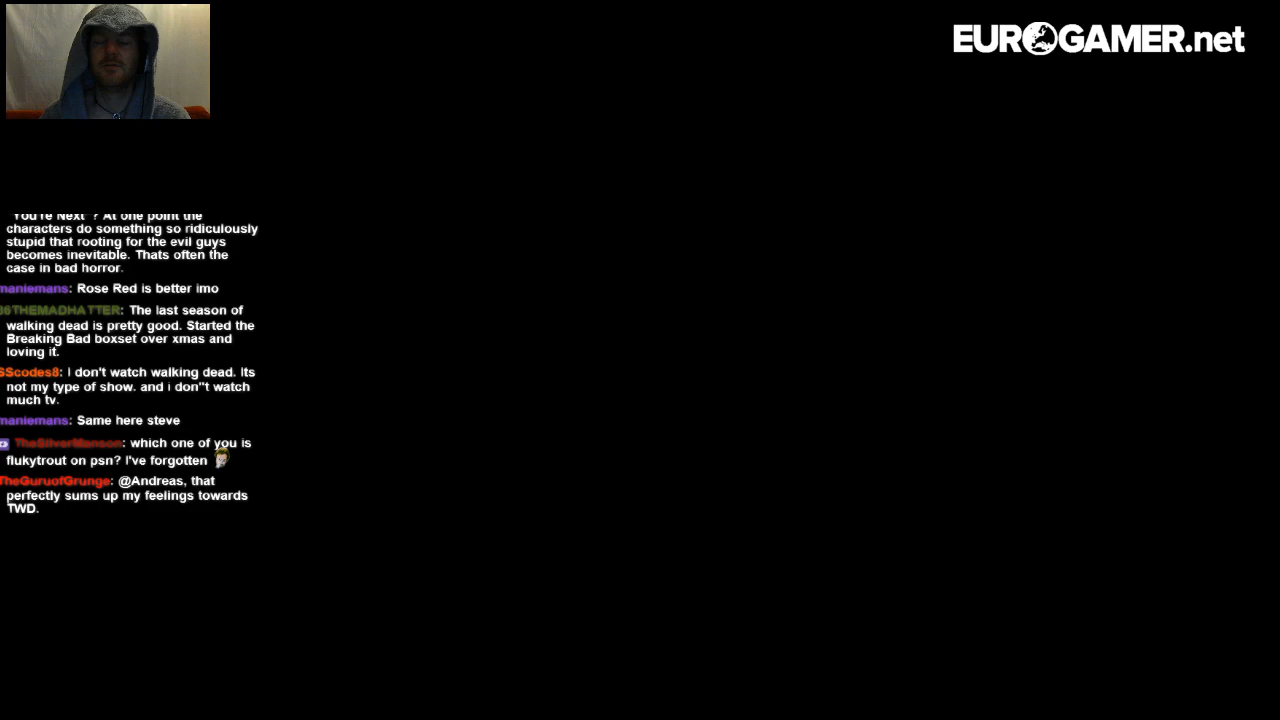 EUROGAMER.net
"You're Next"? At one point the
characters do something so ridiculously
stupid that rooting for the evil guys
becomes inevitable. Thats often the
case in bad horror.
maniemans: Rose Red is better imo
86THEMADHATTER: The last season of
walking dead is pretty good. Started the
Breaking Bad boxset over xmas and
loving it.
SScodes8: I don't watch walking dead. Its
not my type of show. and i don''t watch
much tv.
maniemans: Same here steve
TheSilverManson: which one of you is
flukytrout on psn? I've forgotten
TheGuruofGrunge: @Andreas, that
perfectly sums up my feelings towards
TWD.